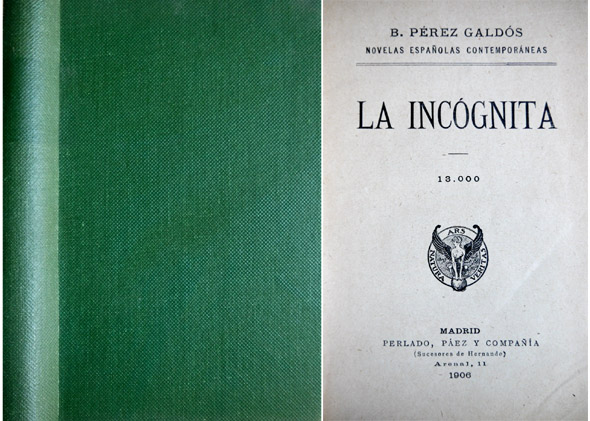 B. PÉREZ GALDÓS
NOVELAS ESPAÑOLAS CONTEMPORÁNEAS
LA INCÓGNITA
13.000
ARS
NATURA
VERITAS
MADRID
PERLADO, PÁEZ Y COMPAÑÍA
(Sucesores de Hernando)
Arenal, 11
1906